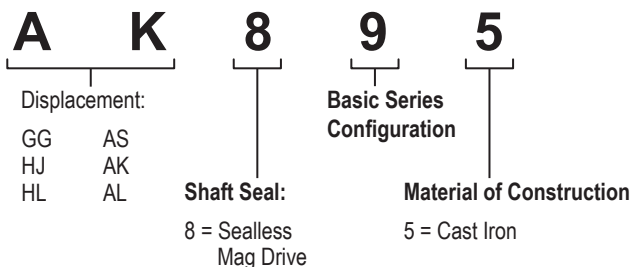 A K 8 9 5
Displacement:
GG AS
HJ AK
HL AL
Shaft Seal:
8 = Sealless
Mag Drive
Basic Series
Configuration
Material of Construction
5 = Cast Iron